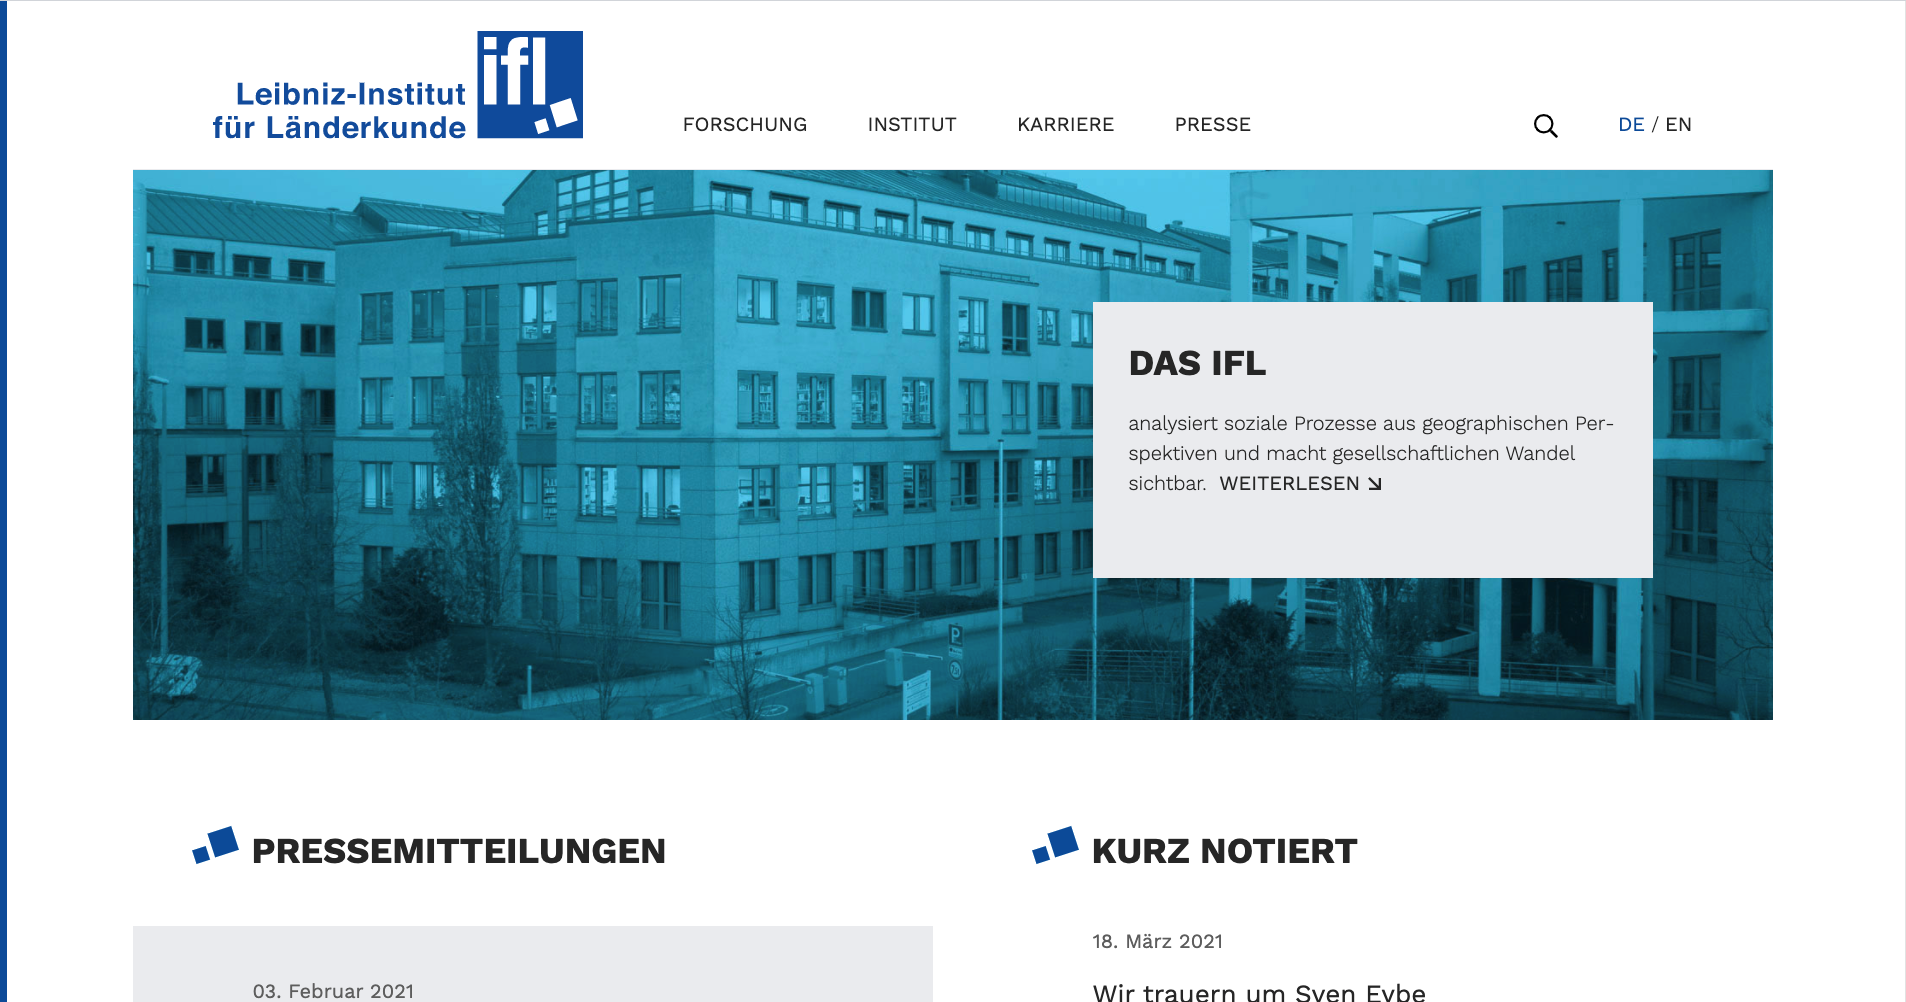 ifl
Leibniz-Institut
für Länderkunde
FORSCHUNG INSTITUT KARRIERE PRESSE DE / EN
DAS IFL
analysiert soziale Prozesse aus geographischen Per-
spektiven und macht gesellschaftlichen Wandel
sichtbar. WEITERLESEN
P
PRESSEMITTEILUNGEN
03. Februar 2021
KURZ NOTIERT
18. März 2021
Wir trauern um Sven Eybe